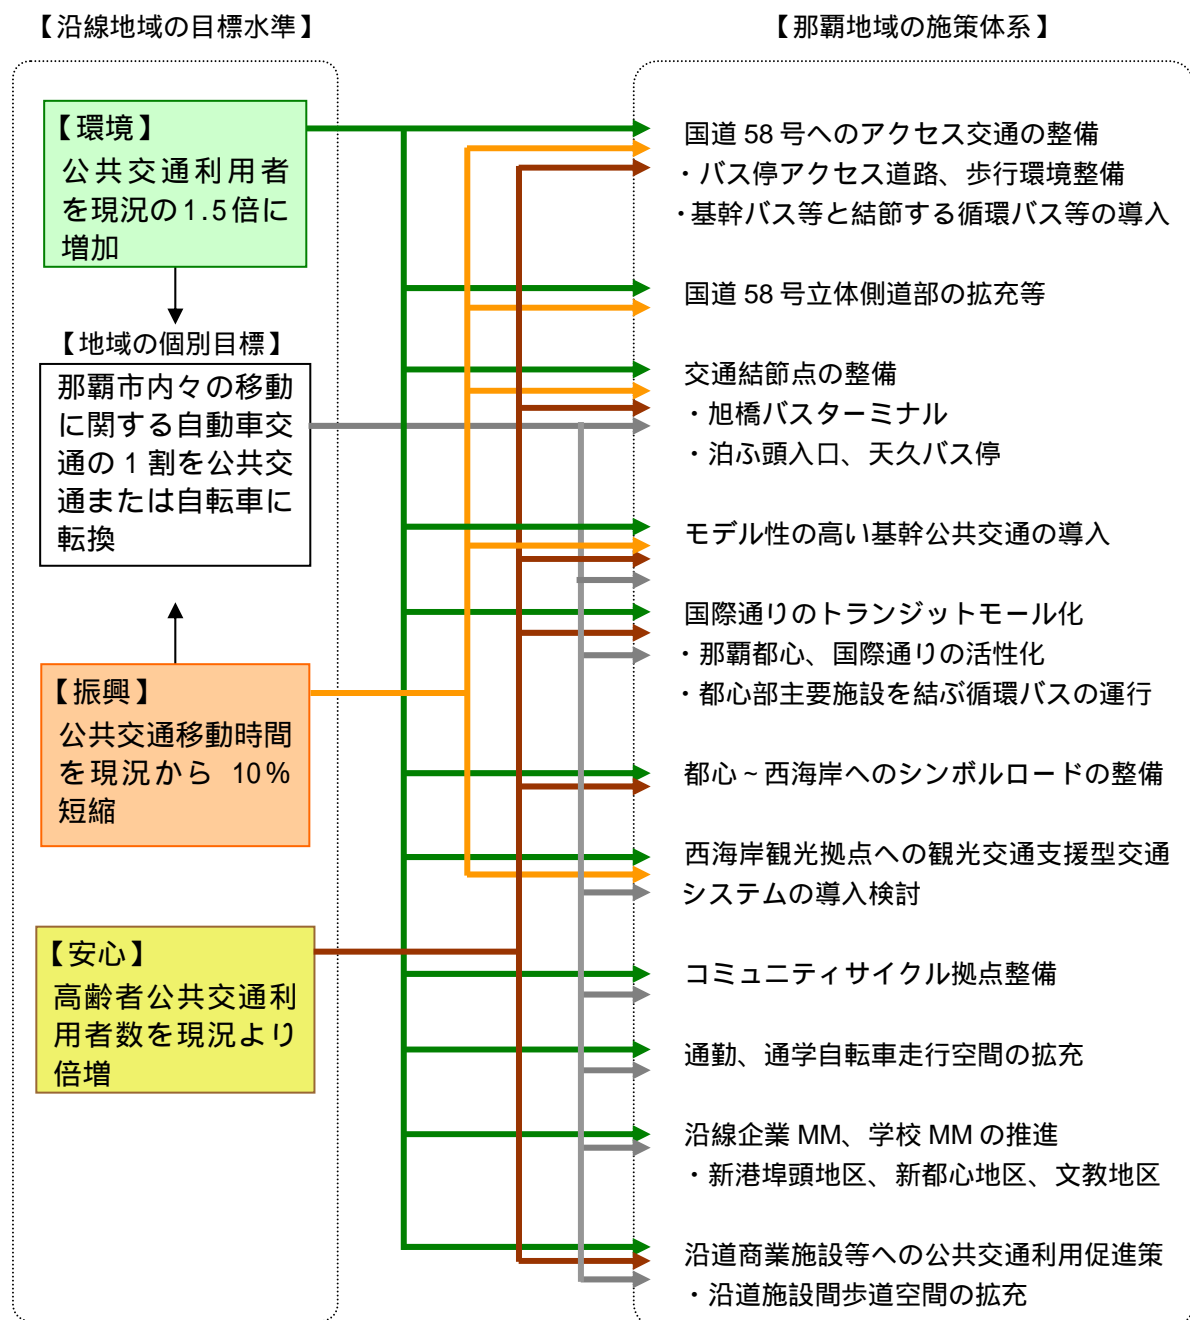 【沿線地域の目標水準】
【環境】
公共交通利用者
を現況の1.5倍に
増加
【地域の個別目標】
那覇市内々の移動
に関する自動車交
通の1割を公共交
通または自転車に
転換
【振興】
公共交通移動時間
を現況から 10%
短縮
【安心】
高齢者公共交通利
用者数を現況より
倍増
【那覇地域の施策体系】
国道 58 号へのアクセス交通の整備
・バス停アクセス道路、歩行環境整備
・基幹バス等と結節する循環バス等の導入
国道 58 号立体側道部の拡充等
交通結節点の整備
・旭橋バスターミナル
・泊ふ頭入口、天久バス停
モデル性の高い基幹公共交通の導入
国際通りのトランジットモール化
・那覇都心、国際通りの活性化
・都心部主要施設を結ぶ循環バスの運行
都心～西海岸へのシンボルロードの整備
西海岸観光拠点への観光交通支援型交通
システムの導入検討
コミュニティサイクル拠点整備
通勤、通学自転車走行空間の拡充
沿線企業 MM、学校 MM の推進
・新港埠頭地区、新都心地区、文教地区
沿道商業施設等への公共交通利用促進策
・沿道施設間歩道空間の拡充